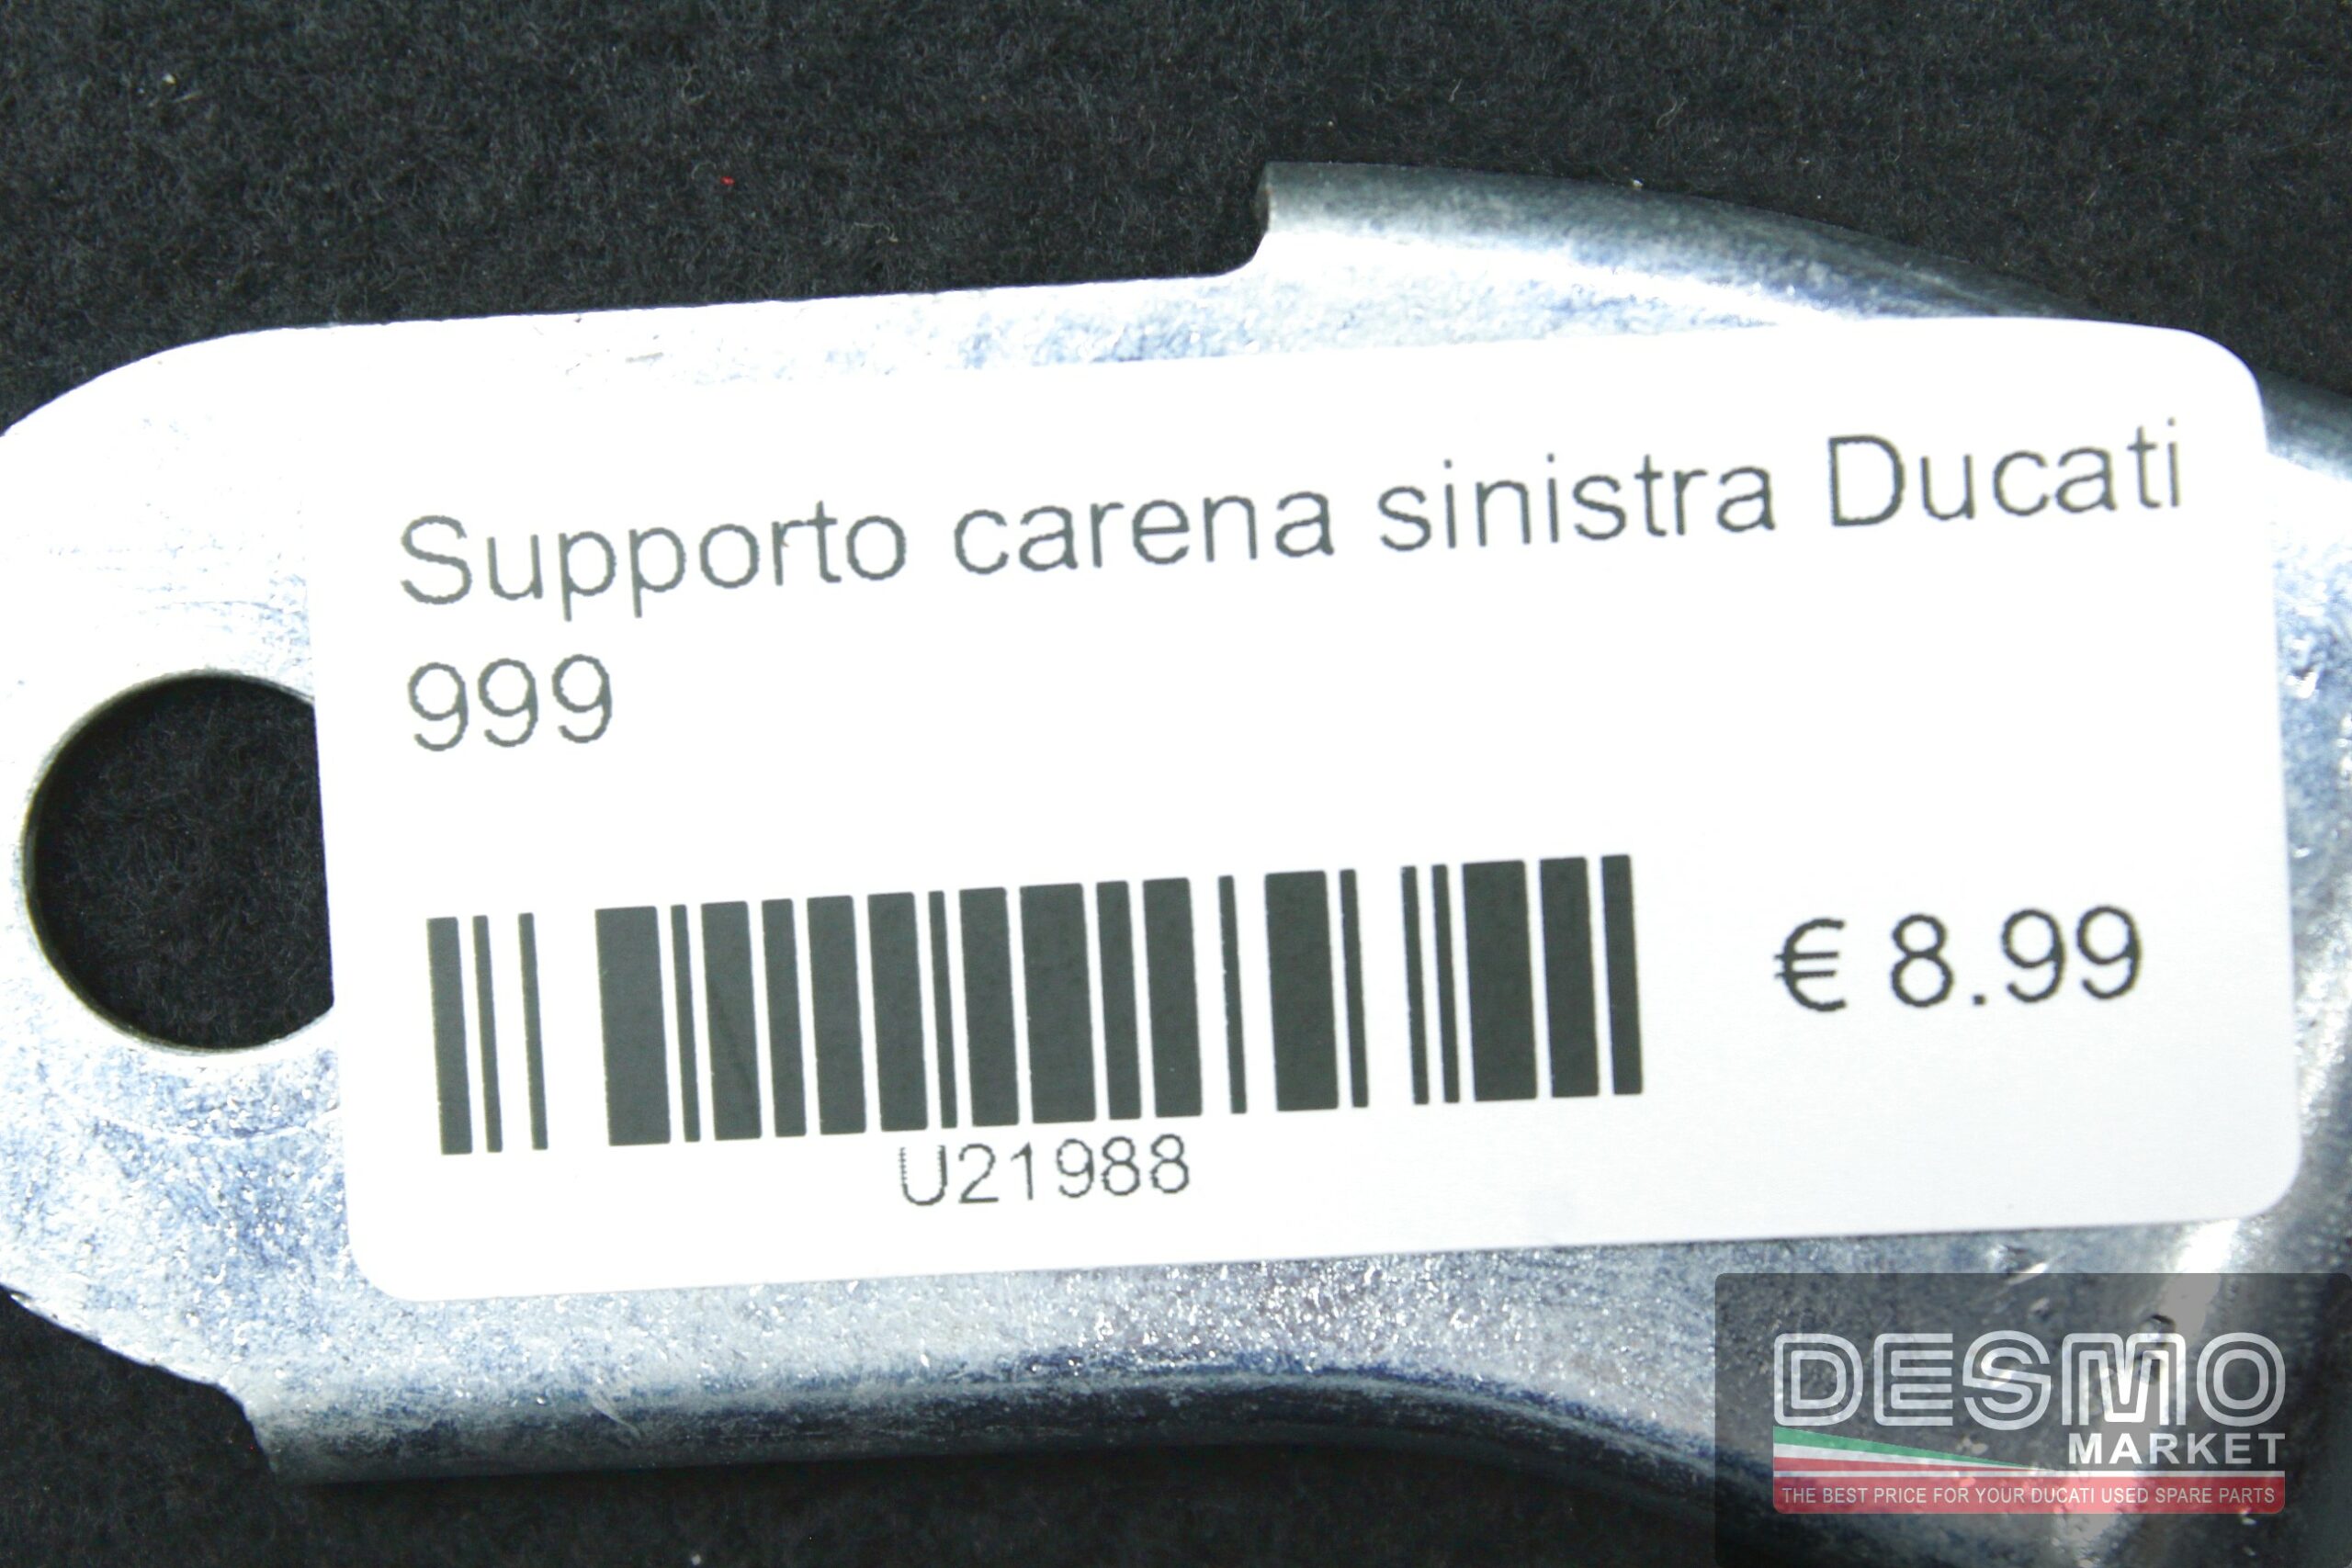 Supporto carena sinistra Ducati
999
€ 8.99
U21988
DESMO
MARKET
THE BEST PRICE FOR YOUR DUCATI USED SPARE PARTS